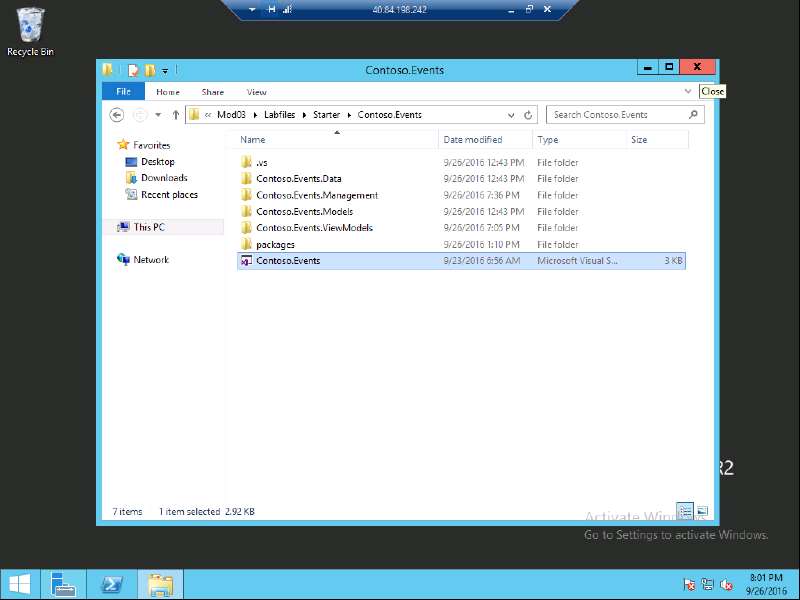 40.84.198.242
Recycle Bin
Contoso.Events
File Home Share View
Close
« Mod03 Labfiles Starter Contoso.Events
Search Contoso.Events
Name Date modified Type Size
Favorites
Desktop
Downloads
Recent places
This PC
Network
.vs 9/26/2016 12:43 PM File folder
Contoso.Events.Data 9/26/2016 12:43 PM File folder
Contoso.Events.Management 9/26/2016 7:36 PM File folder
Contoso.Events.Models 9/26/2016 12:43 PM File folder
Contoso.Events.ViewModels 9/26/2016 7:05 PM File folder
packages 9/26/2016 1:10 PM File folder
Contoso.Events 9/23/2016 6:56 AM Microsoft Visual S... 3 KB
R2
7 items 1 item selected 2.92 KB
Activate Windows
Go to Settings to activate Windows.
8:01 PM
9/26/2016